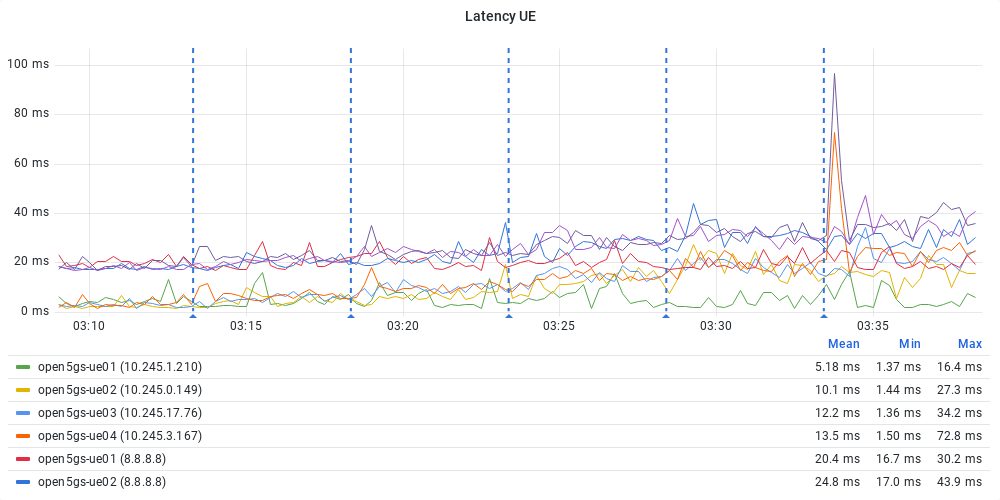 Latency UE
100 ms
80 ms
60 ms
40 ms
20 ms
0 ms
03:10 03:15 03:20 03:25 03:30 03:35
Mean Min Max
open5gs-ue01 (10.245.1.210) 5.18 ms 1.37 ms 16.4 ms
open5gs-ue02 (10.245.0.149) 10.1 ms 1.44 ms 27.3 ms
open5gs-ue03 (10.245.17.76) 12.2 ms 1.36 ms 34.2 ms
open5gs-ue04 (10.245.3.167) 13.5 ms 1.50 ms 72.8 ms
open5gs-ue01 (8.8.8.8) 20.4 ms 16.7 ms 30.2 ms
open5gs-ue02 (8.8.8.8) 24.8 ms 17.0 ms 43.9 ms